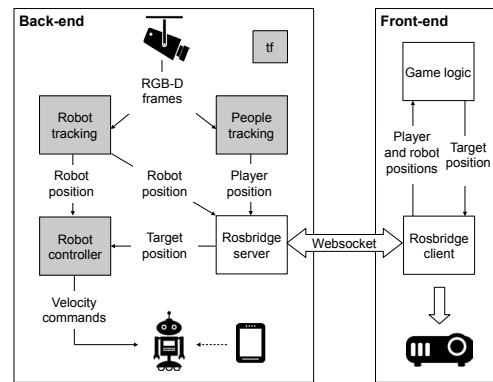 Back-end
Front-end
tf
RGB-D
frames
Game logic
Robot
tracking
People
tracking
Player
and robot
positions
Target
position
Robot
position
Robot
position
Player
position
Robot
controller
Target
position
Rosbridge
server
Websocket
Rosbridge
client
Velocity
commands